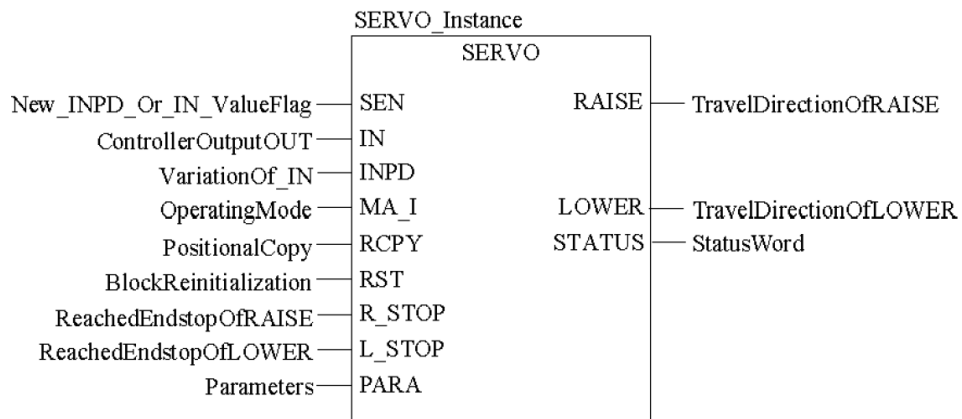 SERVO_Instance
SERVO
New_INPD_Or_IN_ValueFlag SEN RAISE TravelDirectionOfRAISE
ControllerOutputOUT IN
VariationOf_IN INPD
OperatingMode MA_I LOWER TravelDirectionOfLOWER
PositionalCopy RCPY STATUS StatusWord
BlockReinitialization RST
ReachedEndstopOfRAISE R_STOP
ReachedEndstopOfLOWER L_STOP
Parameters PARA